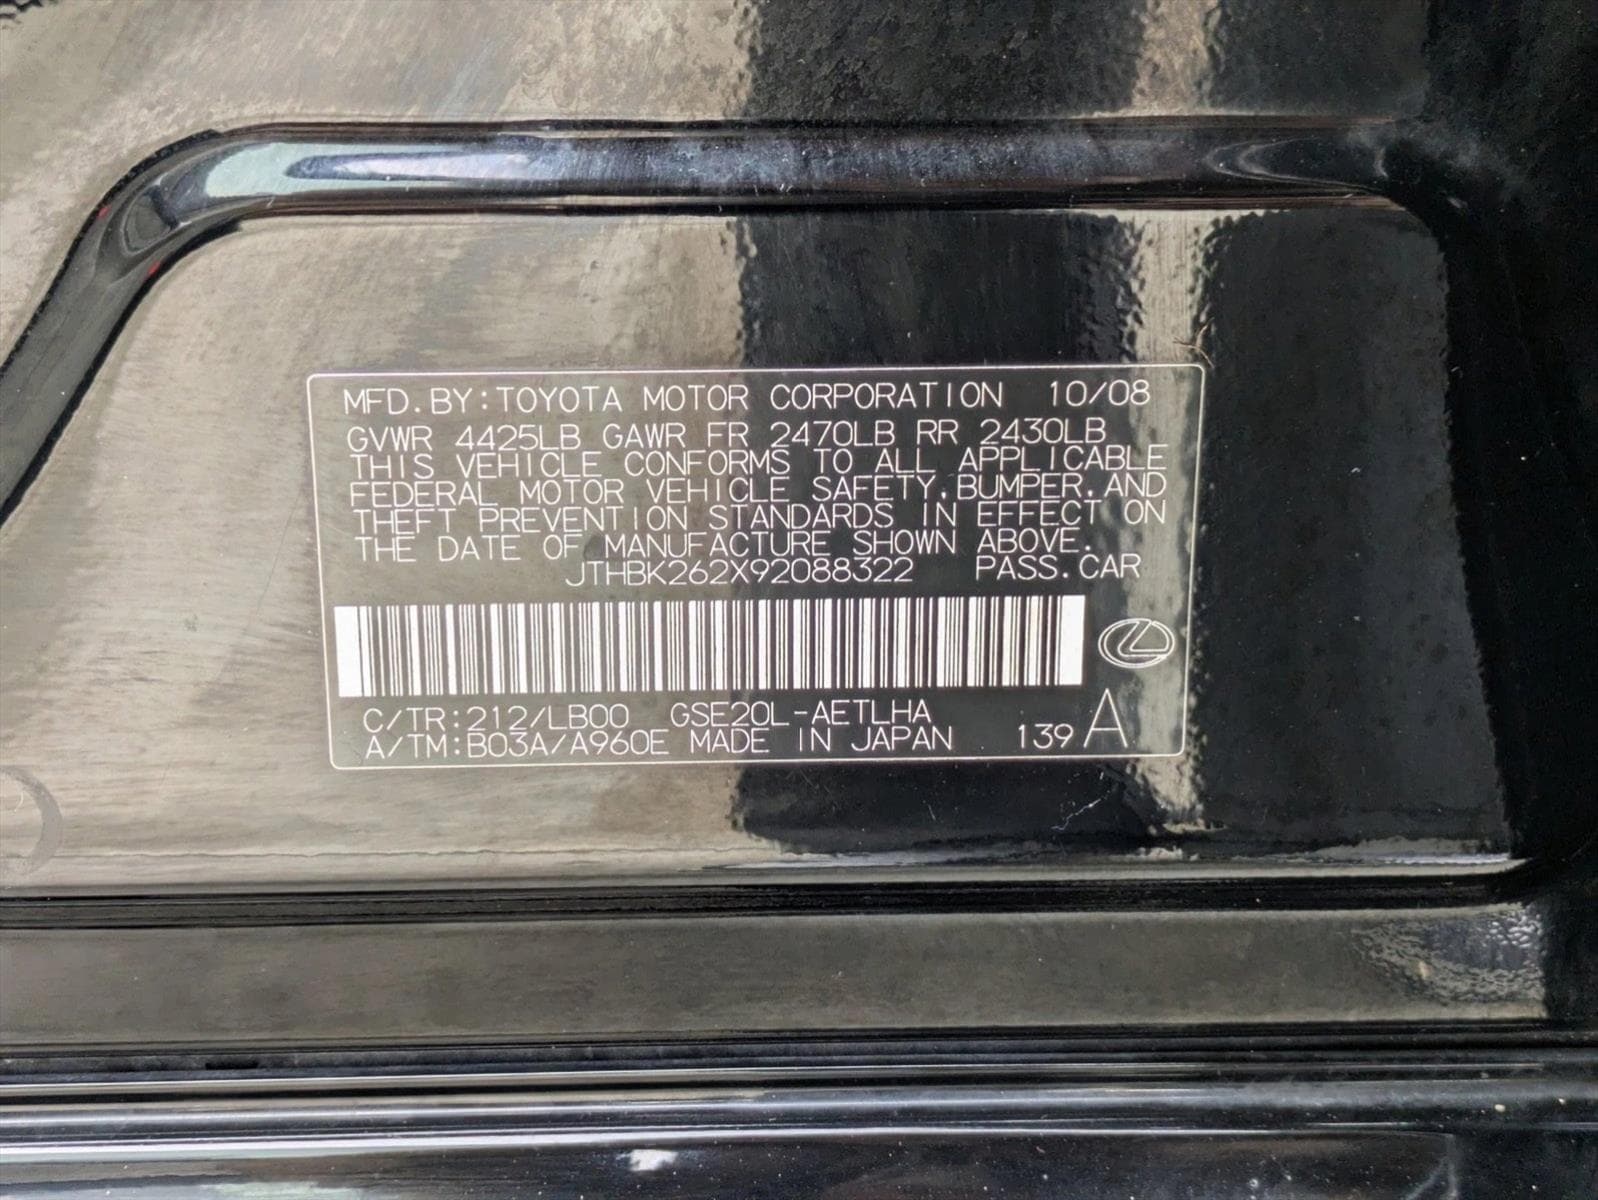 MFD.BY:TOYOTA MOTOR CORPORATION 10/08
GVWR 4425LB GAWR FR 2470LB RR 2430LB
THIS VEHICLE CONFORMS TO ALL APPLICABLE
FEDERAL MOTOR VEHICLE SAFETY,BUMPER,AND
THEFT PREVENTION STANDARDS IN EFFECT ON
THE DATE OF MANUFACTURE SHOWN ABOVE.
JTHBK262X92088322 PASS.CAR
C/TR:212/LB00 GSE20L-AETLHA
A/TM:B03A/A960E MADE IN JAPAN 139 A